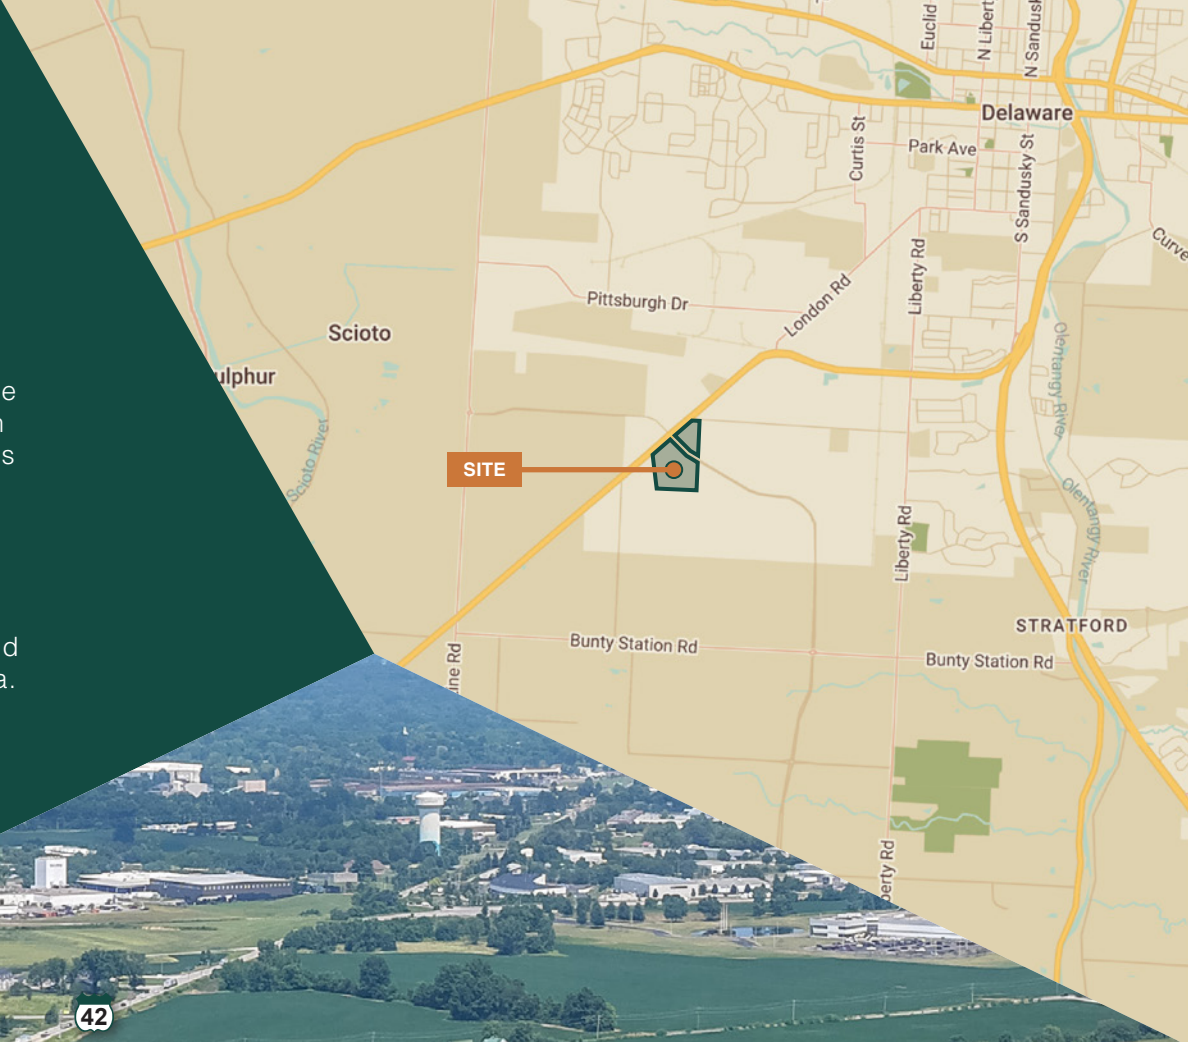 Euclid
N Libert
N Sandusk
Delaware
Curtis St
Park Ave
S Sandusky St
Curve
Liberty Rd
Pittsburgh Dr
London Rd
Scioto
ulphur
Olentangy River
e
n
s
Scioto River
SITE
Olentangy River
Liberty Rd
STRATFORD
d
a.
Bunty Station Rd
Bunty Station Rd
une Rd
berty Rd
42